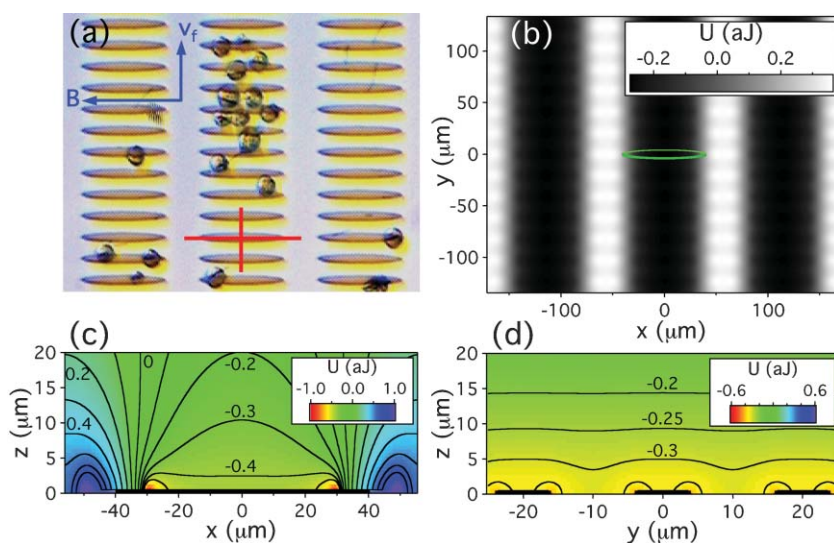 (a)
v_f
B
(b)
U (aJ)
-0.2 0.0 0.2
100
50
0
-50
-100
y (μm)
-100 0 100
x (μm)
(c)
U (aJ)
-1.0 0.0 1.0
20
15
10
5
0
z (μm)
0.2
0.4
0
-0.2
-0.3
-0.4
-40 -20 0 20 40
x (μm)
(d)
U (aJ)
-0.6 0.6
20
15
10
5
0
z (μm)
-0.2
-0.25
-0.3
-20 -10 0 10 20
y (μm)